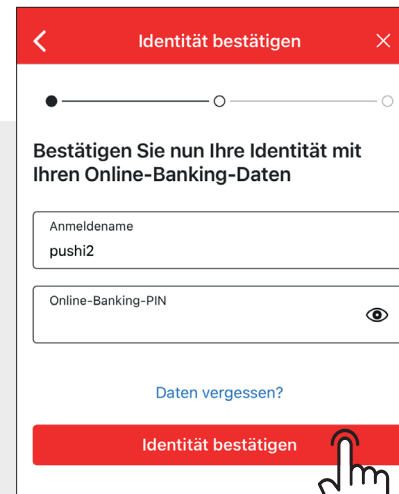 Identität bestätigen
Bestätigen Sie nun Ihre Identität mit
Ihren Online-Banking-Daten
Anmeldename
pushi2
Online-Banking-PIN
Daten vergessen?
Identität bestätigen